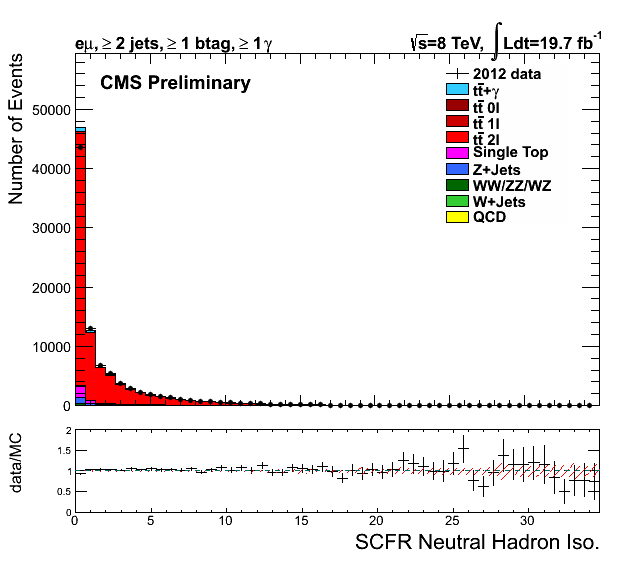 eμ, ≥ 2 jets, ≥ 1 btag, ≥ 1 γ
√s=8 TeV, ∫ Ldt=19.7 fb⁻¹
CMS Preliminary
2012 data
tt̄+γ
tt̄ 0l
tt̄ 1l
tt̄ 2l
Single Top
Z+Jets
WW/ZZ/WZ
W+Jets
QCD
Number of Events
50000
40000
30000
20000
10000
0
data/MC
2
1.5
1
0.5
0
0 5 10 15 20 25 30
SCFR Neutral Hadron Iso.